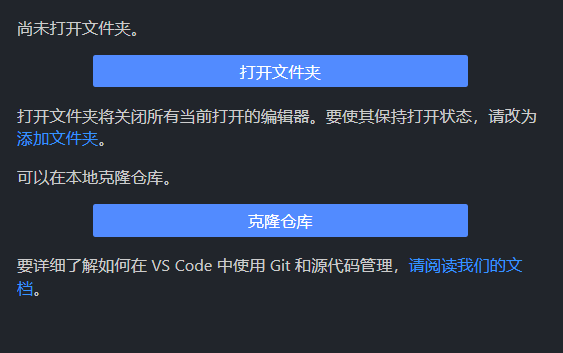 尚未打开文件夹。
打开文件夹
打开文件夹将关闭所有当前打开的编辑器。要使其保持打开状态，请改为
添加文件夹。
可以在本地克隆仓库。
克隆仓库
要详细了解如何在 VS Code 中使用 Git 和源代码管理，请阅读我们的文
档。